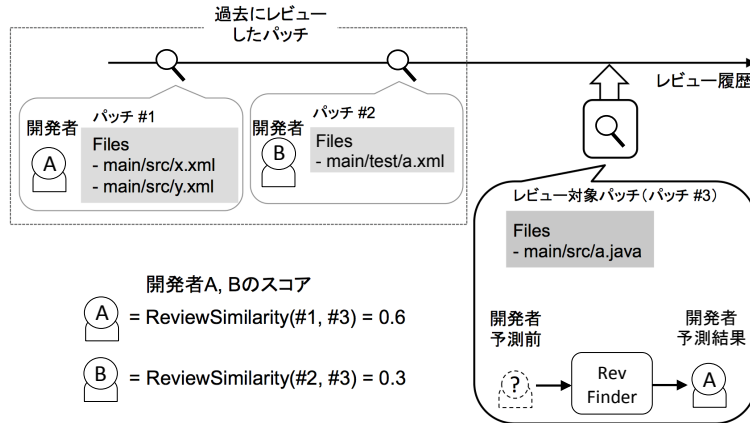 過去にレビュー
したパッチ
レビュー履歴
開発者
A
パッチ #1
Files
- main/src/x.xml
- main/src/y.xml
開発者
B
パッチ #2
Files
- main/test/a.xml
レビュー対象パッチ(パッチ #3)
Files
- main/src/a.java
開発者A, Bのスコア
A = ReviewSimilarity(#1, #3) = 0.6
B = ReviewSimilarity(#2, #3) = 0.3
開発者
予測前
?
Rev
Finder
開発者
予測結果
A